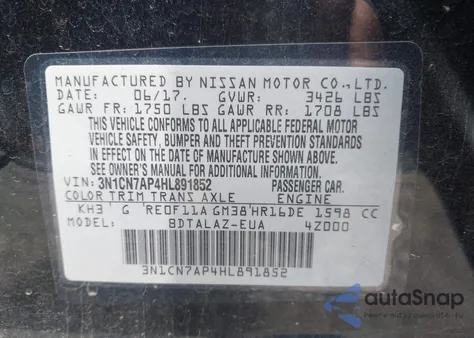 MANUFACTURED BY NISSAN MOTOR CO., LTD.
DATE: 06/17. GVWR: 3426 LBS
GAWR FR: 1750 LBS GAWR RR: 1708 LBS
THIS VEHICLE CONFORMS TO ALL APPLICABLE FEDERAL MOTOR
VEHICLE SAFETY, BUMPER AND THEFT PREVENTION STANDARDS
IN EFFECT ON THE DATE OF MANUFACTURE SHOWN ABOVE.
SEE OWNER'S MANUAL FOR ADDITIONAL INFORMATION.
VIN: 3N1CN7AP4HL891852 PASSENGER CAR.
COLOR TRIM TRANS AXLE ENGINE
KH3 G RE0F11A GM38 HR16DE 1598 CC
MODEL: BDTALAZ-EUA 4Z000
3N1CN7AP4HL891852
autoSnap